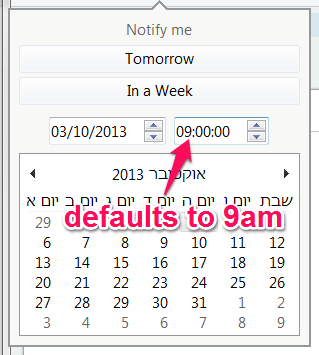 Notify me
Tomorrow
In a Week
03/10/2013 09:00:00
אוקטובר 2013
יום א יום ב יום ג יום ד יום ה יום ו שבת
defaults to 9am
29
6 7 8 9 10 11 12
13 14 15 16 17 18 19
20 21 22 23 24 25 26
27 28 29 30 31 1 2
3 4 5 6 7 8 9